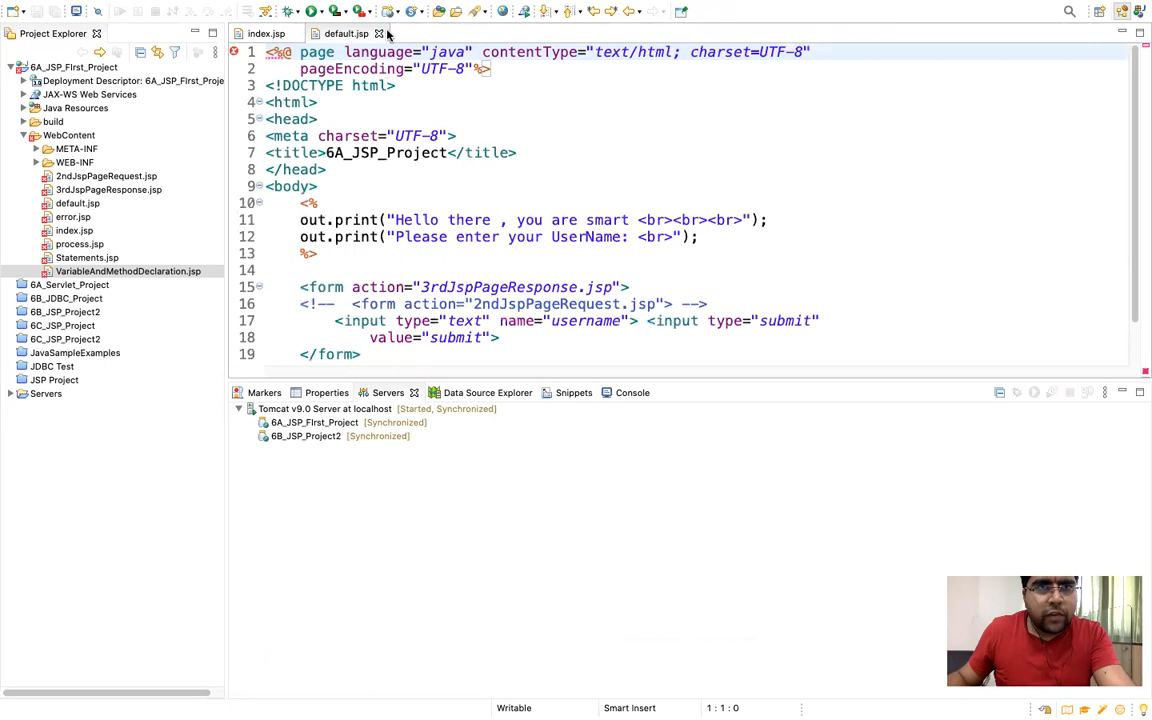 index.jsp
default.jsp
Project Explorer
6A_JSP_FIrst_Project
Deployment Descriptor: 6A_JSP_FIrst_Proje
JAX-WS Web Services
Java Resources
build
WebContent
META-INF
WEB-INF
2ndJspPageRequest.jsp
3rdJspPageResponse.jsp
default.jsp
error.jsp
index.jsp
process.jsp
Statements.jsp
VariableAndMethodDeclaration.jsp
6A_Servlet_Project
6B_JDBC_Project
6B_JSP_Project2
6C_JSP_Project
6C_JSP_Project2
JavaSampleExamples
JDBC Test
JSP Project
Servers
1 <%@ page language="java" contentType="text/html; charset=UTF-8"
2 pageEncoding="UTF-8"%>
3 <!DOCTYPE html>
4 <html>
5 <head>
6 <meta charset="UTF-8">
7 <title>6A_JSP_Project</title>
8 </head>
9 <body>
10 <%
11 out.print("Hello there , you are smart <br><br><br>");
12 out.print("Please enter your UserName: <br>");
13 %>
14
15 <form action="3rdJspPageResponse.jsp">
16 <!-- <form action="2ndJspPageRequest.jsp"> -->
17 <input type="text" name="username"> <input type="submit"
18 value="submit">
19 </form>
Markers Properties Servers Data Source Explorer Snippets Console
Tomcat v9.0 Server at localhost [Started, Synchronized]
6A_JSP_FIrst_Project [Synchronized]
6B_JSP_Project2 [Synchronized]
Writable Smart Insert 1 : 1 : 0